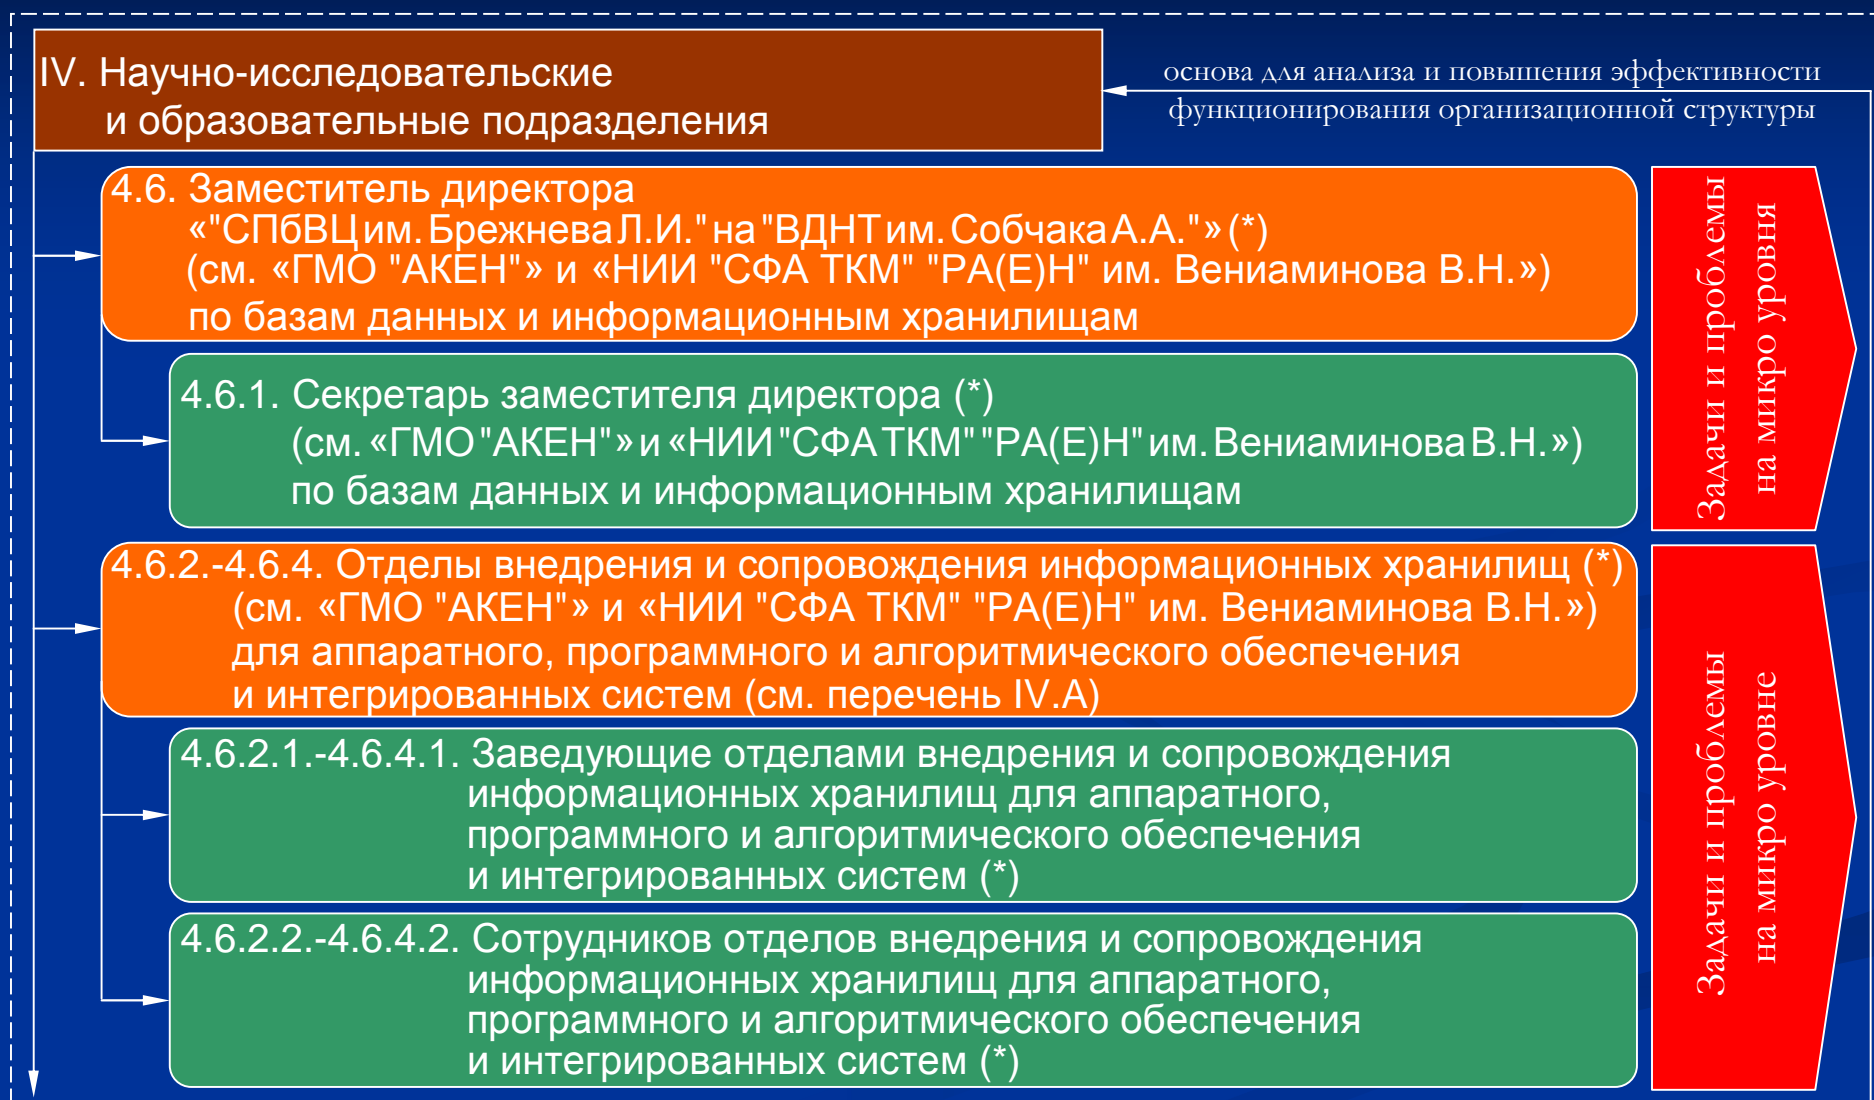 IV. Научно-исследовательские
и образовательные подразделения
основа для анализа и повышения эффективности
функционирования организационной структуры
4.6. Заместитель директора
«"СПбВЦ им. Брежнева Л.И." на "ВДНТ им. Собчака А.А."» (*)
(см. «ГМО "АКЕН"» и «НИИ "СФА ТКМ" "РА(Е)Н" им. Вениаминова В.Н.»)
по базам данных и информационным хранилищам
4.6.1. Секретарь заместителя директора (*)
(см. «ГМО "АКЕН"» и «НИИ "СФА ТКМ" "РА(Е)Н" им. Вениаминова В.Н.»)
по базам данных и информационным хранилищам
Задачи и проблемы
на микро уровня
4.6.2.-4.6.4. Отделы внедрения и сопровождения информационных хранилищ (*)
(см. «ГМО "АКЕН"» и «НИИ "СФА ТКМ" "РА(Е)Н" им. Вениаминова В.Н.»)
для аппаратного, программного и алгоритмического обеспечения
и интегрированных систем (см. перечень IV.A)
4.6.2.1.-4.6.4.1. Заведующие отделами внедрения и сопровождения
информационных хранилищ для аппаратного,
программного и алгоритмического обеспечения
и интегрированных систем (*)
4.6.2.2.-4.6.4.2. Сотрудников отделов внедрения и сопровождения
информационных хранилищ для аппаратного,
программного и алгоритмического обеспечения
и интегрированных систем (*)
Задачи и проблемы
на микро уровне